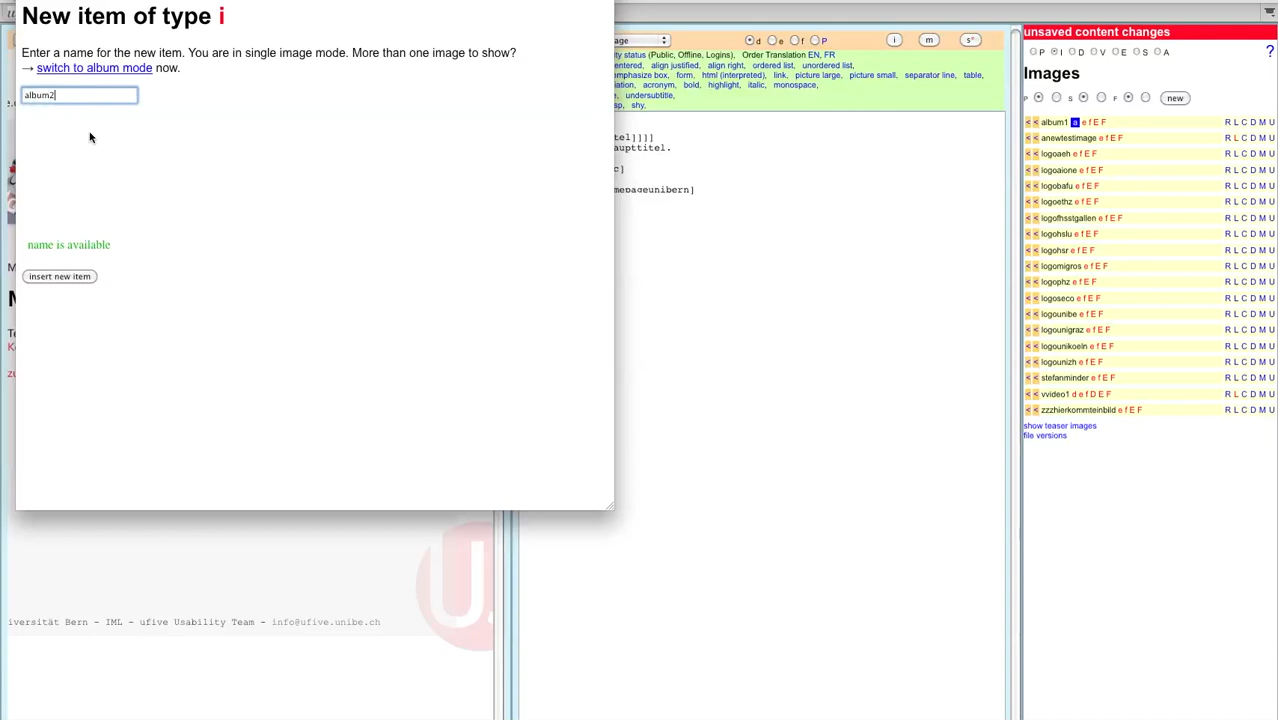 New item of type i
Enter a name for the new item. You are in single image mode. More than one image to show?
→ switch to album mode now.
album2
name is available
insert new item
iversität Bern - IML - ufive Usability Team - info@ufive.unibe.ch
d e f P i m s°
ity status (Public, Offline, Logins), Order Translation EN, FR
entered, align justified, align right, ordered list, unordered list,
mphasize box, form, html (interpreted), link, picture large, picture small, separator line, table,
iation, acronym, bold, highlight, italic, monospace,
e, undersubtitle,
sp, shy,
tel]]]]
aupttitel.
c]
mepageunibern]
unsaved content changes
P I D V E S A ?
Images
P S F new
< < album1 a e f E F R L C D M U
< < anewtestimage e f E F R L C D M U
< < logoaeh e f E F R L C D M U
< < logoaione e f E F R L C D M U
< < logobafu e f E F R L C D M U
< < logoethz e f E F R L C D M U
< < logofhsstgallen e f E F R L C D M U
< < logohslu e f E F R L C D M U
< < logohsr e f E F R L C D M U
< < logomigros e f E F R L C D M U
< < logophz e f E F R L C D M U
< < logoseco e f E F R L C D M U
< < logounibe e f E F R L C D M U
< < logounigraz e f E F R L C D M U
< < logounikoeln e f E F R L C D M U
< < logounizh e f E F R L C D M U
< < stefanminder e f E F R L C D M U
< < vvideo1 d e f D E F R L C D M U
< < zzzhierkommteinbild e f E F R L C D M U
show teaser images
file versions